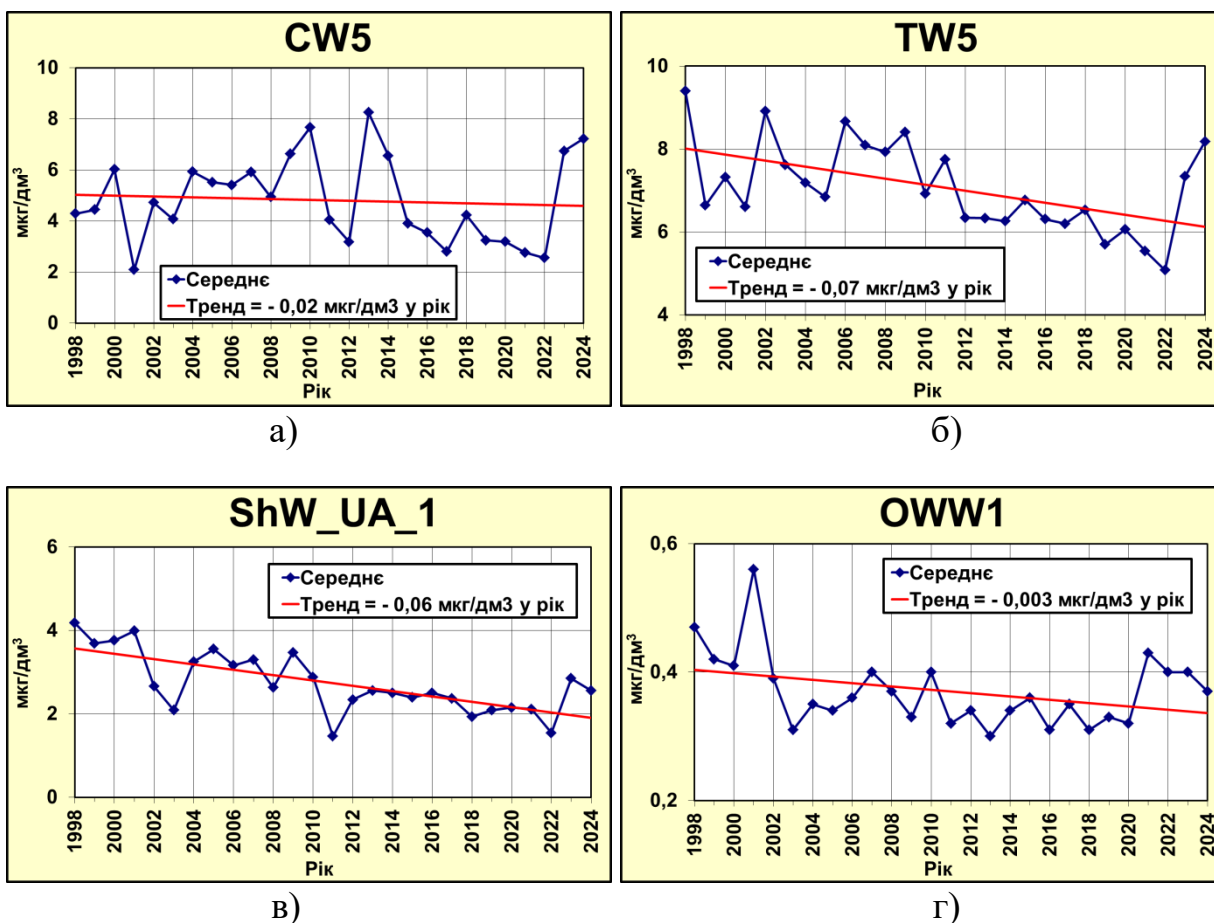 CW5
мкг/дм³
10
8
6
4
2
0
Середнє
Тренд = - 0,02 мкг/дм3 у рік
1998 2000 2002 2004 2006 2008 2010 2012 2014 2016 2018 2020 2022 2024
Рік
а)
TW5
мкг/дм³
10
8
6
4
Середнє
Тренд = - 0,07 мкг/дм3 у рік
1998 2000 2002 2004 2006 2008 2010 2012 2014 2016 2018 2020 2022 2024
Рік
б)
ShW_UA_1
мкг/дм³
6
4
2
0
Середнє
Тренд = - 0,06 мкг/дм3 у рік
1998 2000 2002 2004 2006 2008 2010 2012 2014 2016 2018 2020 2022 2024
Рік
в)
OWW1
мкг/дм³
0,6
0,4
0,2
Середнє
Тренд = - 0,003 мкг/дм3 у рік
1998 2000 2002 2004 2006 2008 2010 2012 2014 2016 2018 2020 2022 2024
Рік
г)